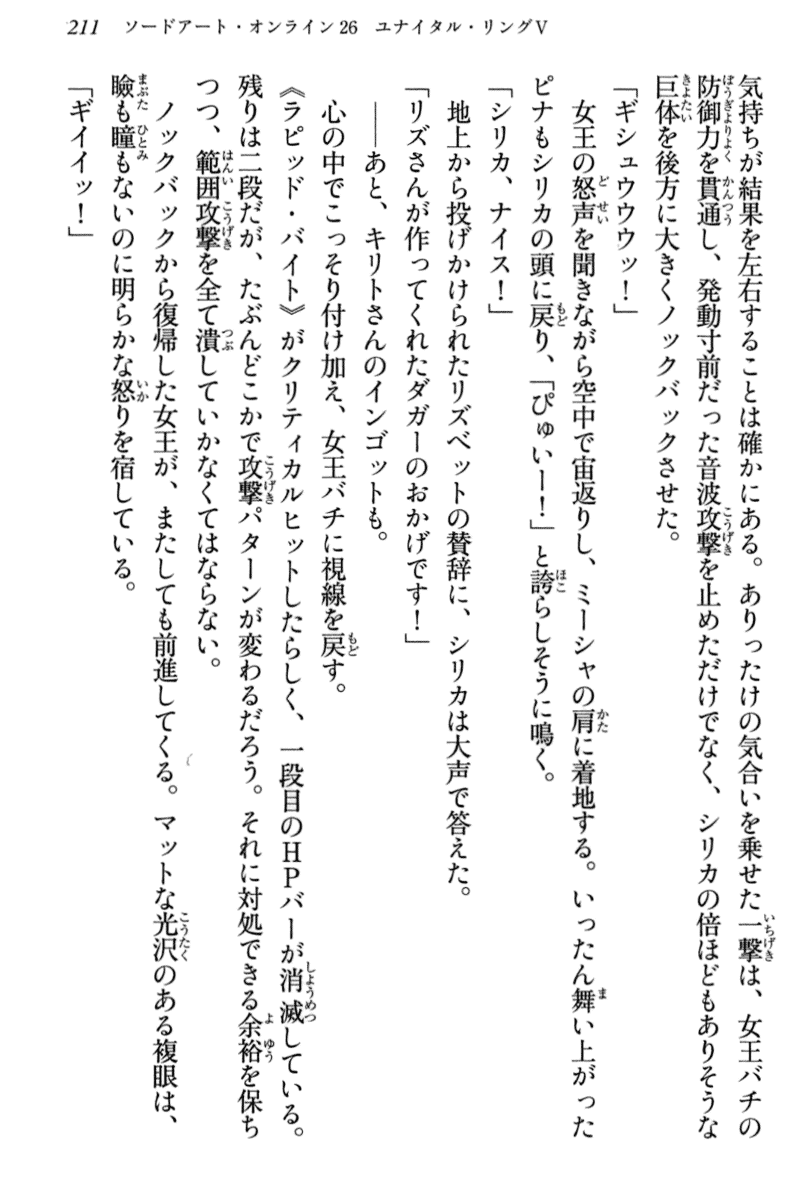 211　ソードアート・オンライン26　ユナイタル・リングⅤ
気持ちが結果を左右することは確かにある。ありったけの気合いを乗せた一撃は、女王バチの
防御力を貫通し、発動寸前だった音波攻撃を止めただけでなく、シリカの倍ほどもありそうな
巨体を後方に大きくノックバックさせた。
「ギシュウウウッ！」
　女王の怒声を聞きながら空中で宙返りし、ミーシャの肩に着地する。いったん舞い上がった
ピナもシリカの頭に戻り、「ぴゅいー！」と誇らしそうに鳴く。
「シリカ、ナイス！」
　地上から投げかけられたリズベットの賛辞に、シリカは大声で答えた。
「リズさんが作ってくれたダガーのおかげです！」
　――あと、キリトさんのインゴットも。
　心の中でこっそり付け加え、女王バチに視線を戻す。
《ラピッド・バイト》がクリティカルヒットしたらしく、一段目のＨＰバーが消滅している。
残りは二段だが、たぶんどこかで攻撃パターンが変わるだろう。それに対処できる余裕を保ち
つつ、範囲攻撃を全て潰していかなくてはならない。
　ノックバックから復帰した女王が、またしても前進してくる。マットな光沢のある複眼は、
瞼も瞳もないのに明らかな怒りを宿している。
「ギイイッ！」